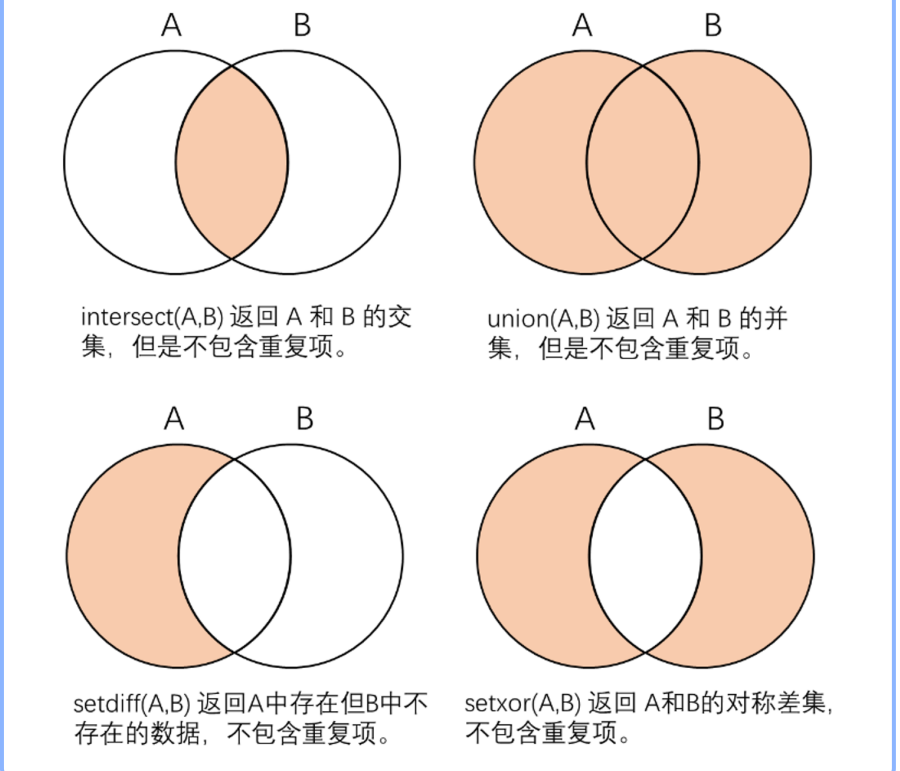 A B
A B
intersect(A,B) 返回 A 和 B 的交
集，但是不包含重复项。
union(A,B) 返回 A 和 B 的并
集，但是不包含重复项。
A B
A B
setdiff(A,B) 返回A中存在但B中不
存在的数据，不包含重复项。
setxor(A,B) 返回 A和B的对称差集,
不包含重复项。